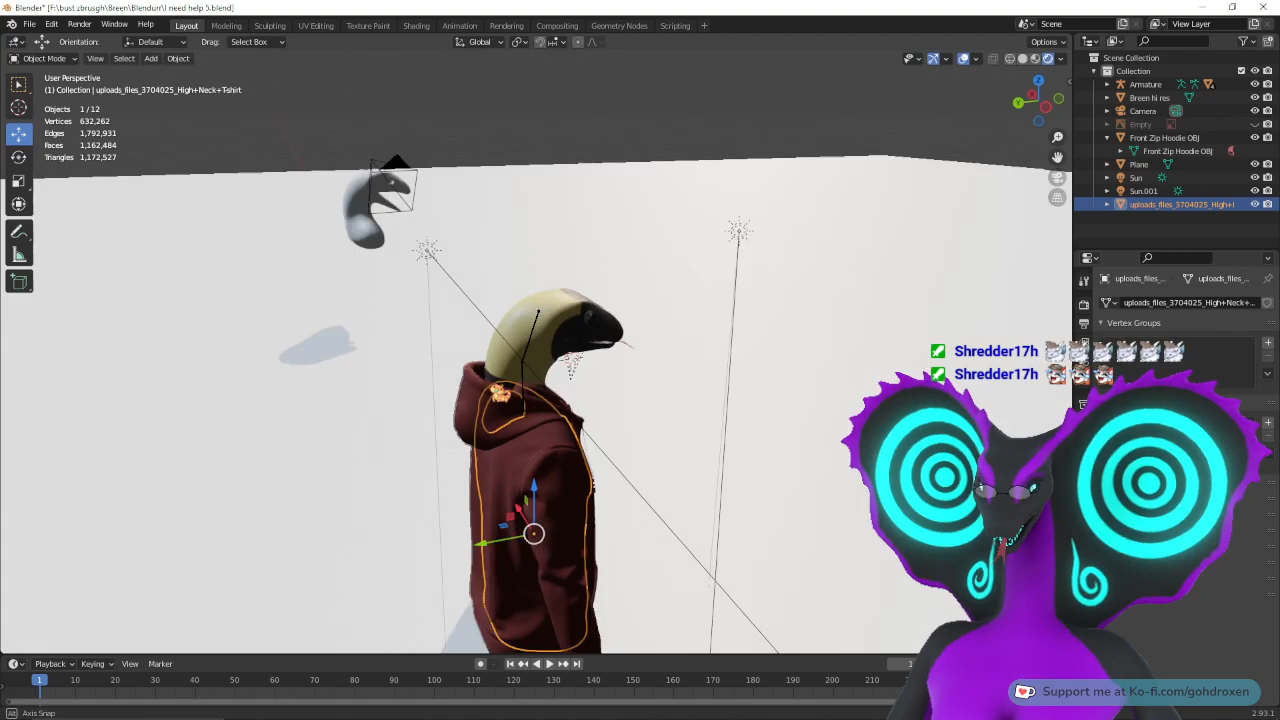 Blender* [F:\bust zbrusgh\Breen\Blendurr\I need help 5.blend]
File Edit Render Window Help Layout Modeling Sculpting UV Editing Texture Paint Shading Animation Rendering Compositing Geometry Nodes Scripting + Scene View Layer
Orientation: Default Drag: Select Box Global Options
Object Mode View Select Add Object
User Perspective
(1) Collection | uploads_files_3704025_High+Neck+Tshirt
Objects 1 / 12
Vertices 632,262
Edges 1,792,931
Faces 1,162,484
Triangles 1,172,527
Z
Y
Scene Collection
Collection
Armature
Breen hi res
Camera
Empty
Front Zip Hoodie OBJ
Front Zip Hoodie OBJ
Plane
Sun
Sun.001
uploads_files_3704025_High+I
uploads_files_... uploads_files_...
uploads_files_3704025_High+Neck+...
Vertex Groups
Shredder17h
Shredder17h
Playback Keying View Marker
1
1 10 20 30 40 50 60 70 80 90 100 110 120 130 140 150 160 170 180 190 200 210
Support me at Ko-fi.com/gohdroxen
Axis Snap 2.93.1